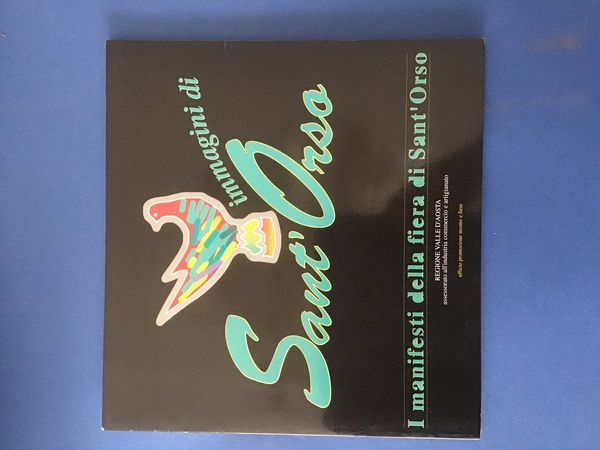 immagini di
Sant'Orso
I manifesti della fiera di Sant'Orso
REGIONE VALLE D'AOSTA
assessorato all'industria commercio e artigianato
ufficio promozione mostre e fiere